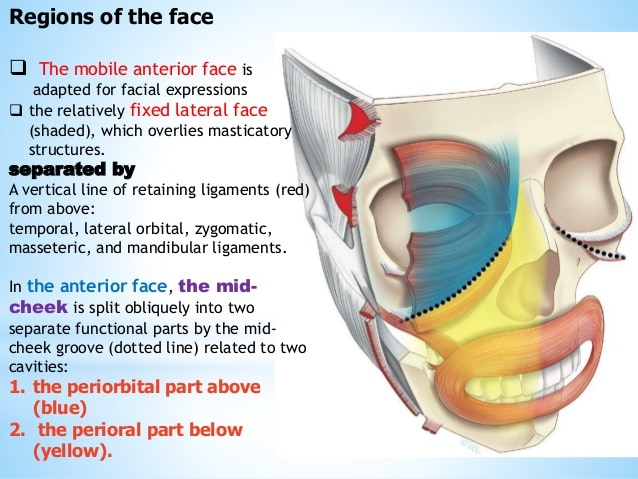 Regions of the face
❑ The mobile anterior face is
adapted for facial expressions
❑ the relatively fixed lateral face
(shaded), which overlies masticatory
structures.
separated by
A vertical line of retaining ligaments (red)
from above:
temporal, lateral orbital, zygomatic,
masseteric, and mandibular ligaments.
In the anterior face, the mid-
cheek is split obliquely into two
separate functional parts by the mid-
cheek groove (dotted line) related to two
cavities:
1. the periorbital part above
(blue)
2. the perioral part below
(yellow).